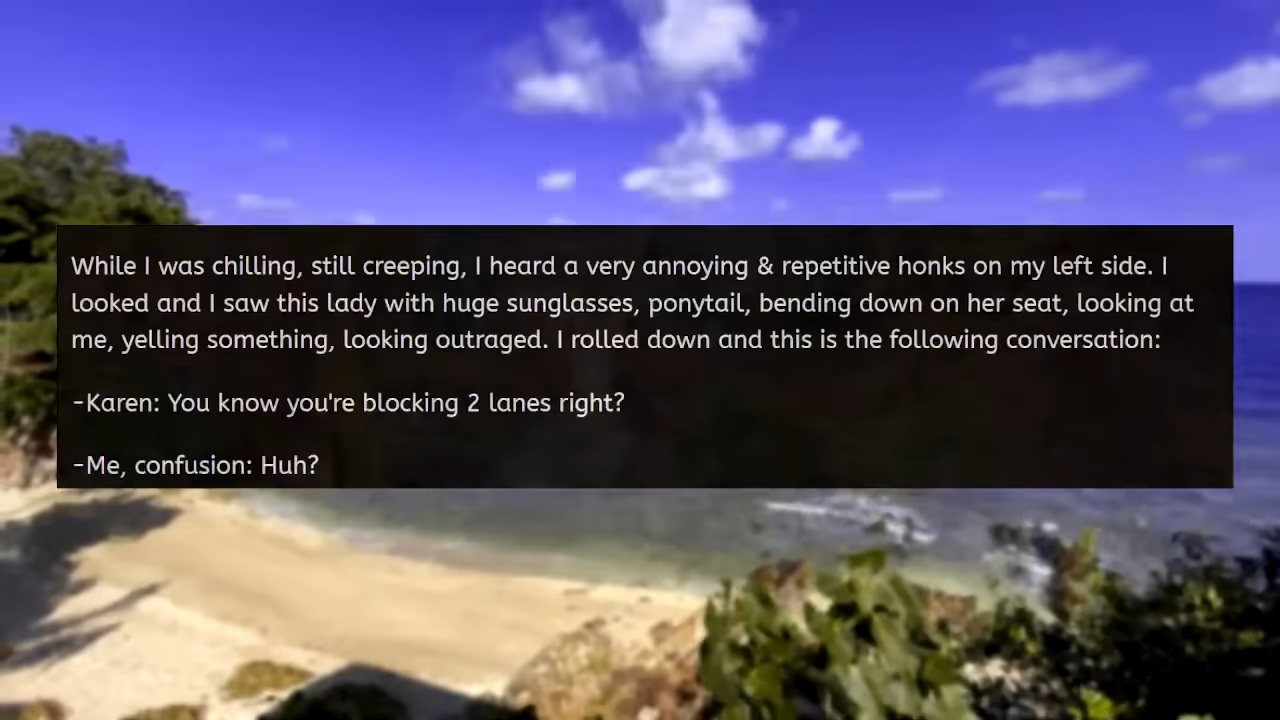 While I was chilling, still creeping, I heard a very annoying & repetitive honks on my left side. I
looked and I saw this lady with huge sunglasses, ponytail, bending down on her seat, looking at
me, yelling something, looking outraged. I rolled down and this is the following conversation:
-Karen: You know you're blocking 2 lanes right?
-Me, confusion: Huh?